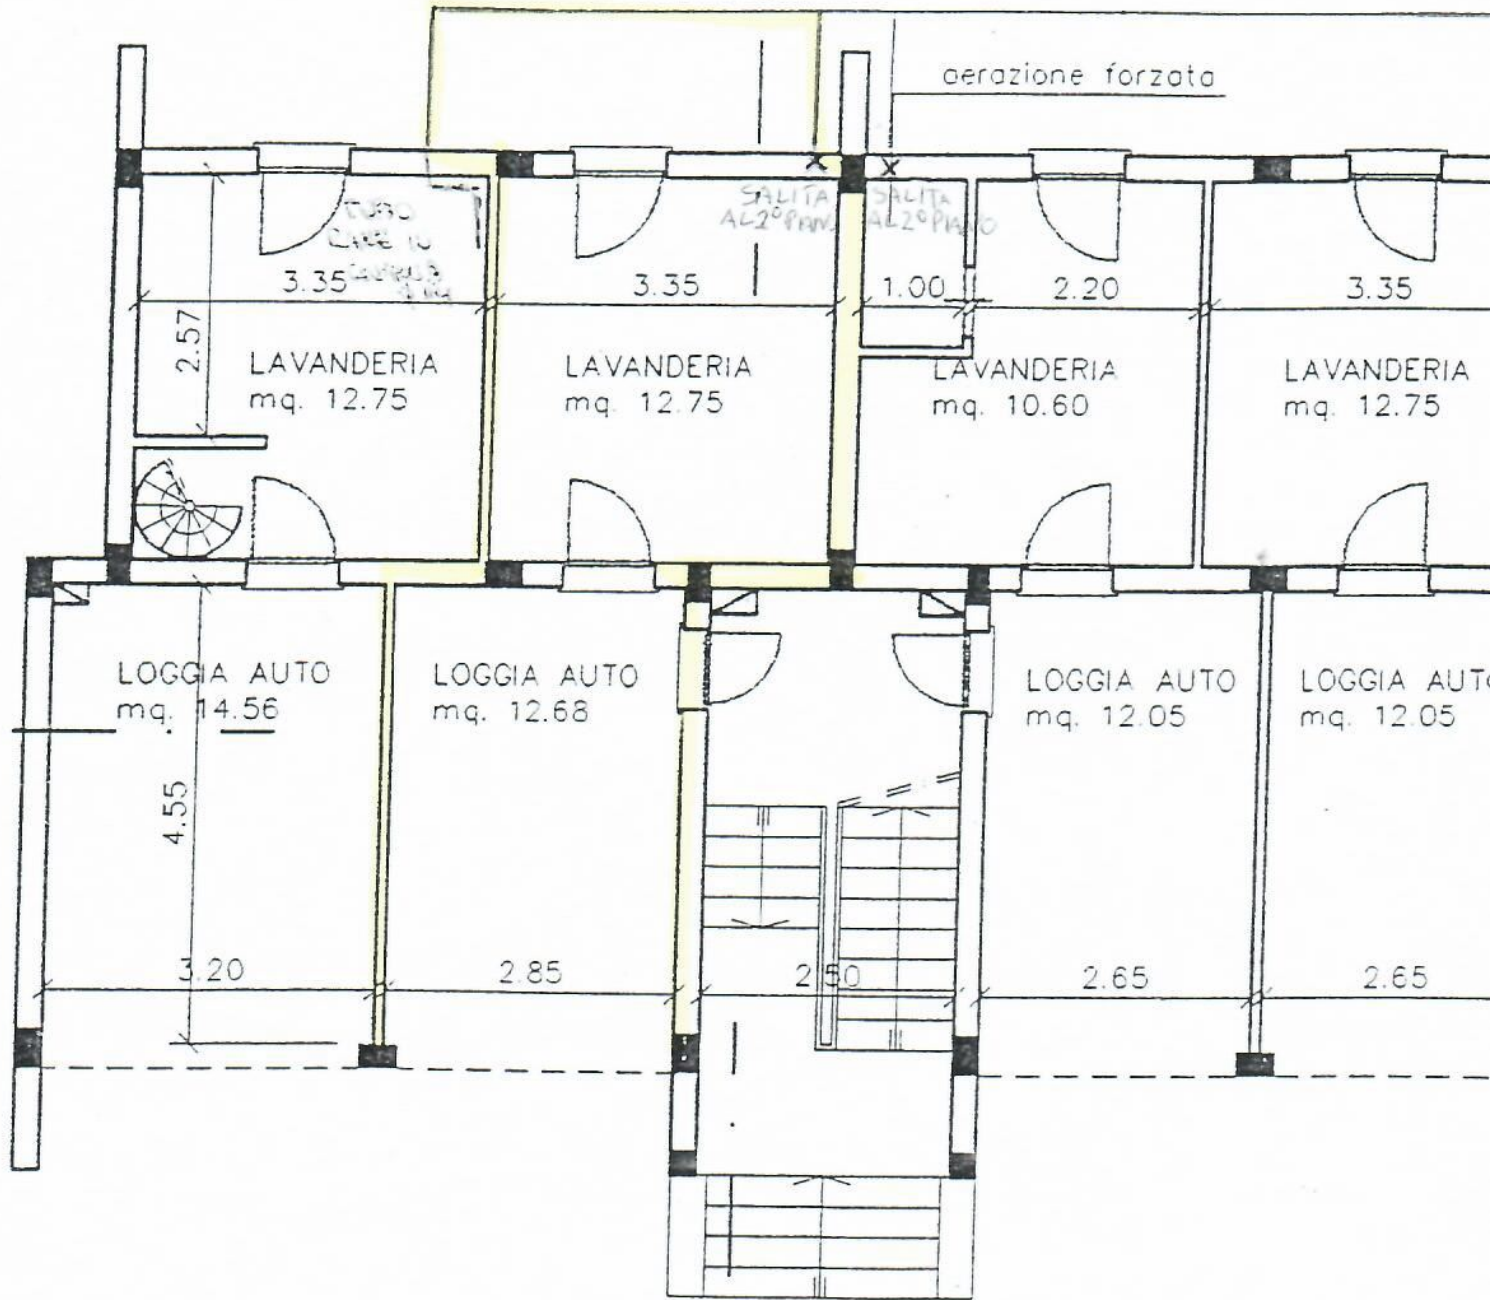 aerazione forzata
SALITA
AL 2° PIANO
SALITA
AL 2° PIANO
TUBO
IN
3.35
3.35
1.00
2.20
3.35
2.57
LAVANDERIA
mq. 12.75
LAVANDERIA
mq. 12.75
LAVANDERIA
mq. 10.60
LAVANDERIA
mq. 12.75
LOGGIA AUTO
mq. 14.56
LOGGIA AUTO
mq. 12.68
LOGGIA AUTO
mq. 12.05
LOGGIA AUTO
mq. 12.05
4.55
3.20
2.85
2.50
2.65
2.65